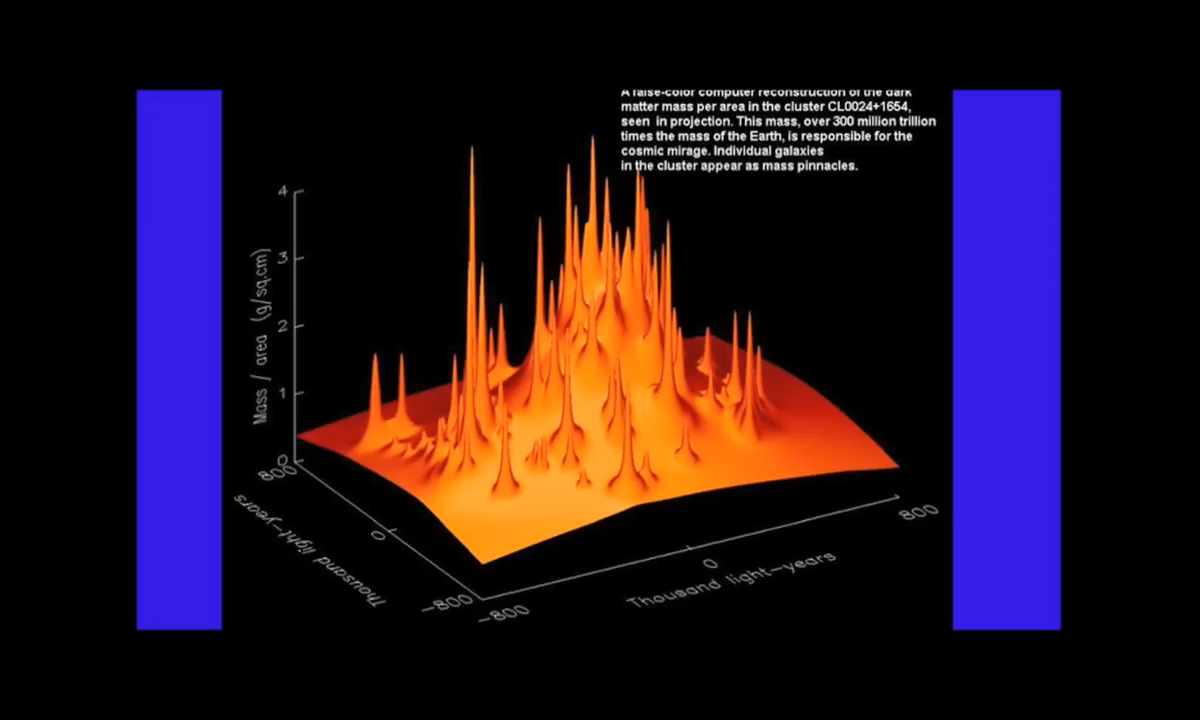 A false-color computer reconstruction of the dark
matter mass per area in the cluster CL0024+1654,
seen in projection. This mass, over 300 million trillion
times the mass of the Earth, is responsible for the
cosmic mirage. Individual galaxies
in the cluster appear as mass pinnacles.
4
3
2
1
0
Mass / area (g/sq.cm)
800
0
-800
Thousand light-years
-800
0
800
Thousand light-years